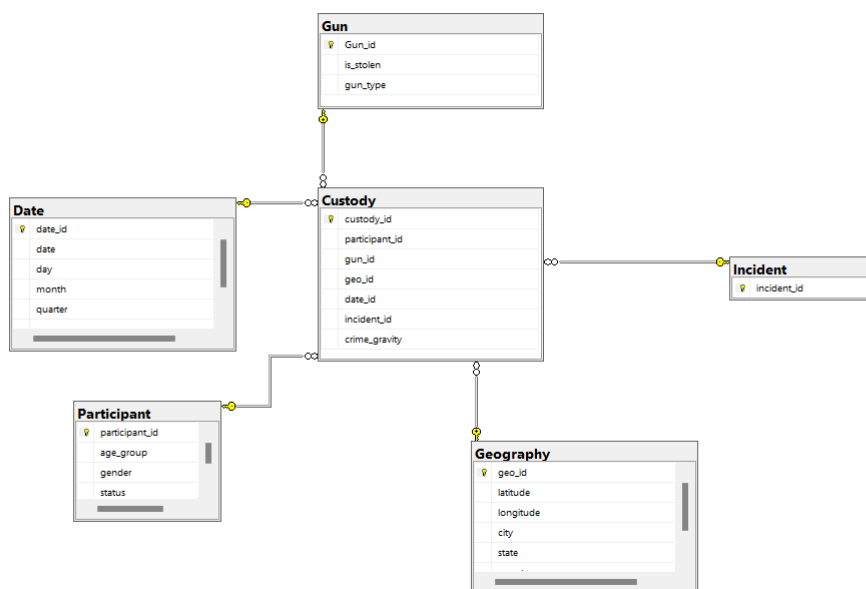 Gun
Gun_id
is_stolen
gun_type
Date
date_id
date
day
month
quarter
Custody
custody_id
participant_id
gun_id
geo_id
date_id
incident_id
crime_gravity
Incident
incident_id
Participant
participant_id
age_group
gender
status
Geography
geo_id
latitude
longitude
city
state